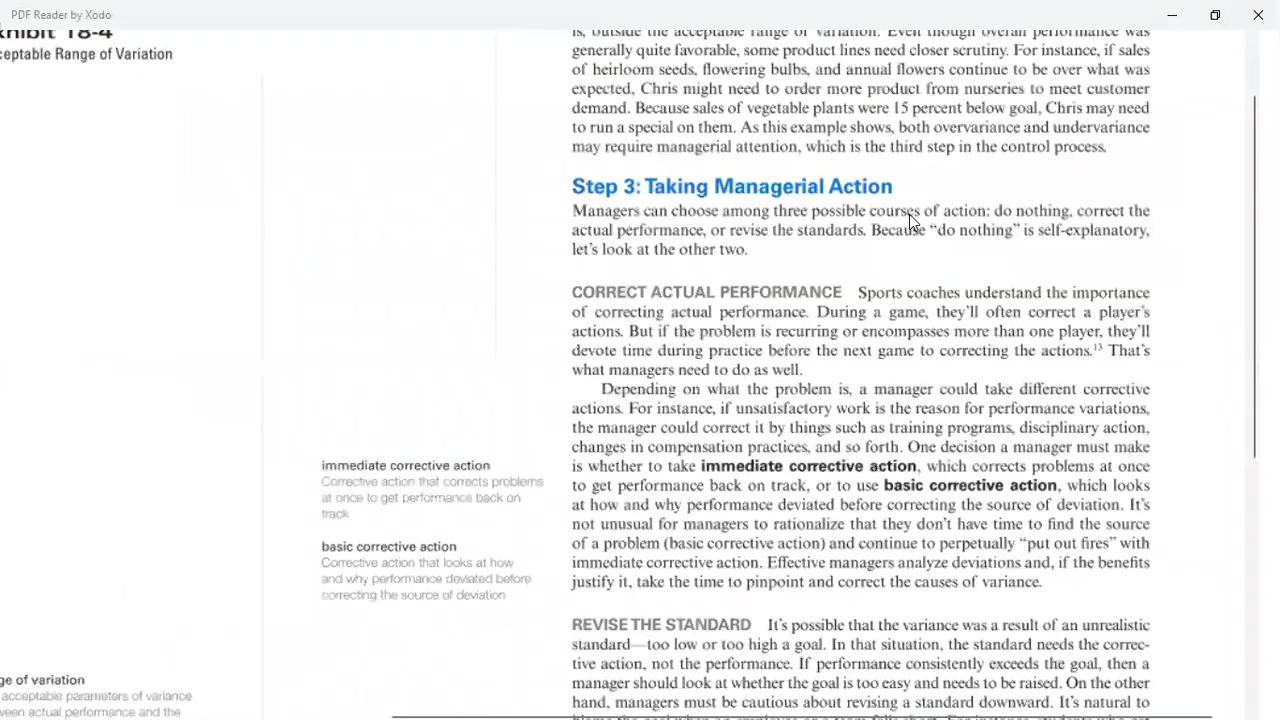 PDF Reader by Xodo
xhibit 18-4
ceptable Range of Variation
is, outside the acceptable range of variation. Even though overall performance was
generally quite favorable, some product lines need closer scrutiny. For instance, if sales
of heirloom seeds, flowering bulbs, and annual flowers continue to be over what was
expected, Chris might need to order more product from nurseries to meet customer
demand. Because sales of vegetable plants were 15 percent below goal, Chris may need
to run a special on them. As this example shows, both overvariance and undervariance
may require managerial attention, which is the third step in the control process.
Step 3: Taking Managerial Action
Managers can choose among three possible courses of action: do nothing, correct the
actual performance, or revise the standards. Because “do nothing” is self-explanatory,
let’s look at the other two.
CORRECT ACTUAL PERFORMANCE Sports coaches understand the importance
of correcting actual performance. During a game, they’ll often correct a player’s
actions. But if the problem is recurring or encompasses more than one player, they’ll
devote time during practice before the next game to correcting the actions.13 That’s
what managers need to do as well.
Depending on what the problem is, a manager could take different corrective
actions. For instance, if unsatisfactory work is the reason for performance variations,
the manager could correct it by things such as training programs, disciplinary action,
changes in compensation practices, and so forth. One decision a manager must make
is whether to take immediate corrective action, which corrects problems at once
to get performance back on track, or to use basic corrective action, which looks
at how and why performance deviated before correcting the source of deviation. It’s
not unusual for managers to rationalize that they don’t have time to find the source
of a problem (basic corrective action) and continue to perpetually “put out fires” with
immediate corrective action. Effective managers analyze deviations and, if the benefits
justify it, take the time to pinpoint and correct the causes of variance.
immediate corrective action
Corrective action that corrects problems
at once to get performance back on
track
basic corrective action
Corrective action that looks at how
and why performance deviated before
correcting the source of deviation
REVISE THE STANDARD It’s possible that the variance was a result of an unrealistic
standard—too low or too high a goal. In that situation, the standard needs the correc-
tive action, not the performance. If performance consistently exceeds the goal, then a
manager should look at whether the goal is too easy and needs to be raised. On the other
hand, managers must be cautious about revising a standard downward. It’s natural to
ge of variation
acceptable parameters of variance
ween actual performance and the